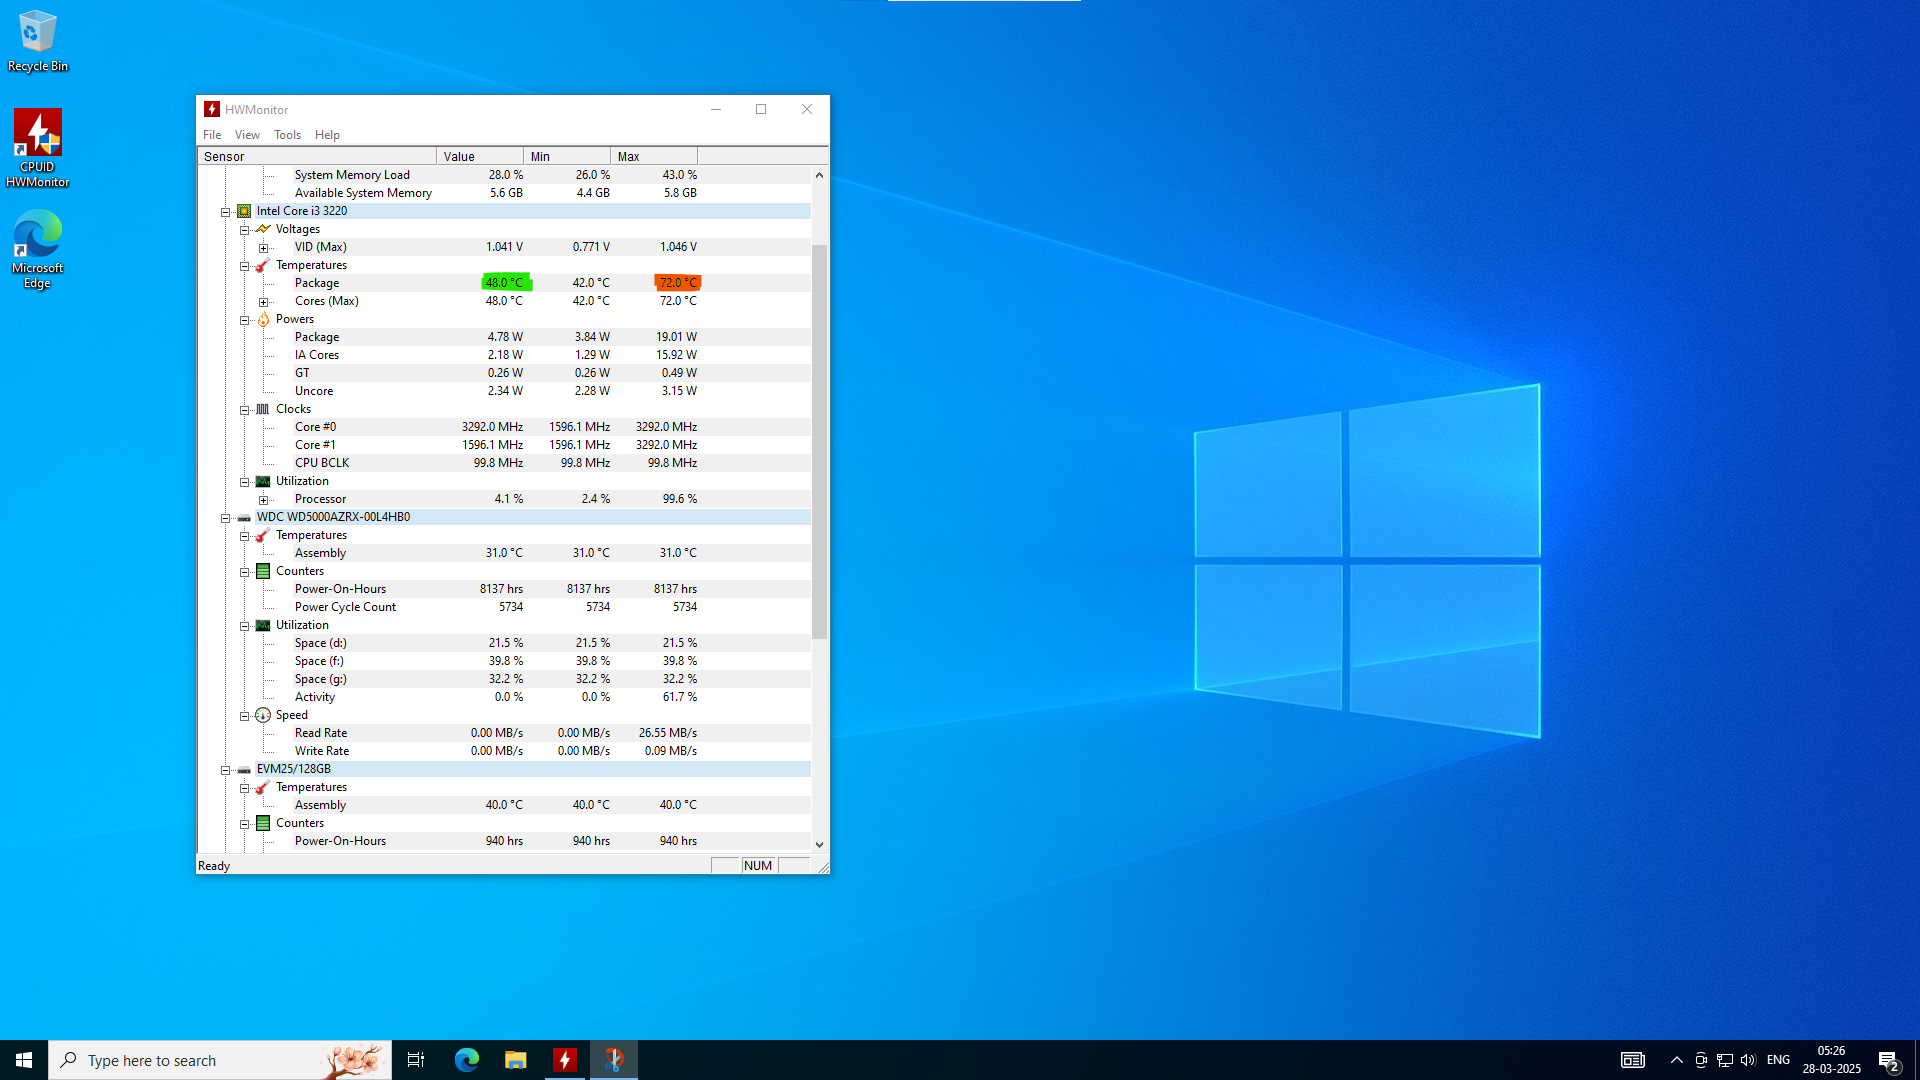 Recycle Bin
CPUID
HWMonitor
Microsoft
Edge
HWMonitor
File View Tools Help
Sensor Value Min Max
System Memory Load 28.0 % 26.0 % 43.0 %
Available System Memory 5.6 GB 4.4 GB 5.8 GB
Intel Core i3 3220
Voltages
VID (Max) 1.041 V 0.771 V 1.046 V
Temperatures
Package 48.0 °C 42.0 °C 72.0 °C
Cores (Max) 48.0 °C 42.0 °C 72.0 °C
Powers
Package 4.78 W 3.84 W 19.01 W
IA Cores 2.18 W 1.29 W 15.92 W
GT 0.26 W 0.26 W 0.49 W
Uncore 2.34 W 2.28 W 3.15 W
Clocks
Core #0 3292.0 MHz 1596.1 MHz 3292.0 MHz
Core #1 1596.1 MHz 1596.1 MHz 3292.0 MHz
CPU BCLK 99.8 MHz 99.8 MHz 99.8 MHz
Utilization
Processor 4.1 % 2.4 % 99.6 %
WDC WD5000AZRX-00L4HB0
Temperatures
Assembly 31.0 °C 31.0 °C 31.0 °C
Counters
Power-On-Hours 8137 hrs 8137 hrs 8137 hrs
Power Cycle Count 5734 5734 5734
Utilization
Space (d:) 21.5 % 21.5 % 21.5 %
Space (f:) 39.8 % 39.8 % 39.8 %
Space (g:) 32.2 % 32.2 % 32.2 %
Activity 0.0 % 0.0 % 61.7 %
Speed
Read Rate 0.00 MB/s 0.00 MB/s 26.55 MB/s
Write Rate 0.00 MB/s 0.00 MB/s 0.09 MB/s
EVM25/128GB
Temperatures
Assembly 40.0 °C 40.0 °C 40.0 °C
Counters
Power-On-Hours 940 hrs 940 hrs 940 hrs
Ready NUM
Type here to search
ENG
05:26
28-03-2025
2